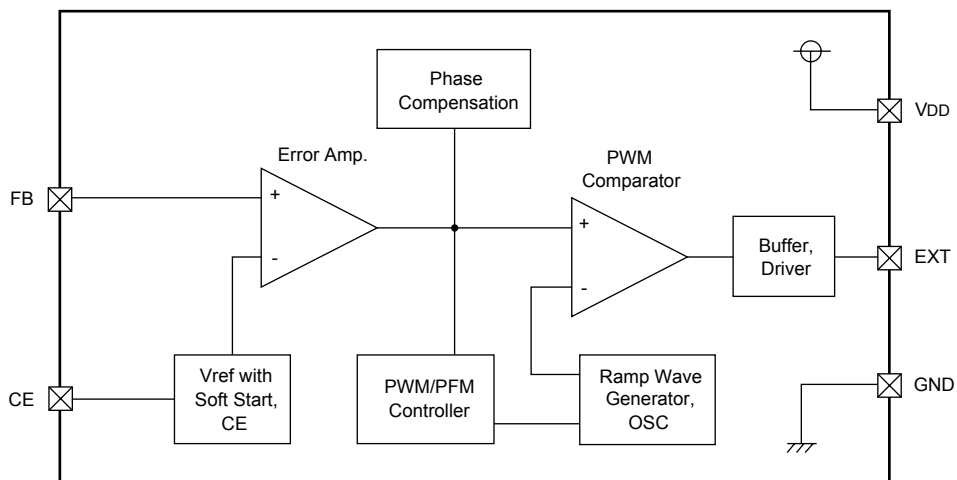 Phase
Compensation
VDD
Error Amp.
PWM
Comparator
FB
+
-
+
-
Buffer,
Driver
EXT
CE
Vref with
Soft Start,
CE
PWM/PFM
Controller
Ramp Wave
Generator,
OSC
GND